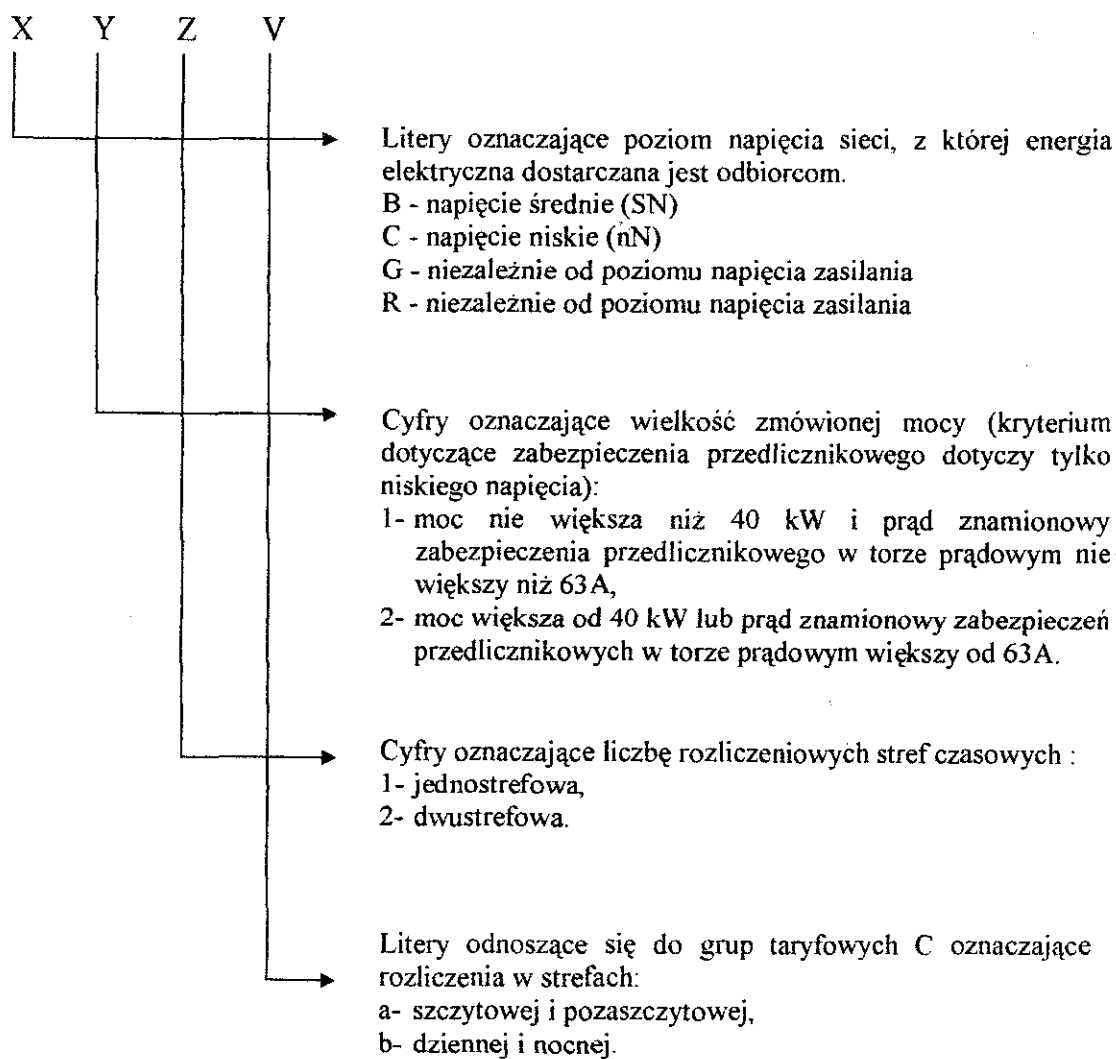 X Y Z V
Litery oznaczające poziom napięcia sieci, z której energia
elektryczna dostarczana jest odbiorcom.
B - napięcie średnie (SN)
C - napięcie niskie (nN)
G - niezależnie od poziomu napięcia zasilania
R - niezależnie od poziomu napięcia zasilania
Cyfry oznaczające wielkość zmówionej mocy (kryterium
dotyczące zabezpieczenia przedlicznikowego dotyczy tylko
niskiego napięcia):
1- moc nie większa niż 40 kW i prąd znamionowy
zabezpieczenia przedlicznikowego w torze prądowym nie
większy niż 63A,
2- moc większa od 40 kW lub prąd znamionowy zabezpieczeń
przedlicznikowych w torze prądowym większy od 63A.
Cyfry oznaczające liczbę rozliczeniowych stref czasowych :
1- jednostrefowa,
2- dwustrefowa.
Litery odnoszące się do grup taryfowych C oznaczające
rozliczenia w strefach:
a- szczytowej i pozaszczytowej,
b- dziennej i nocnej.